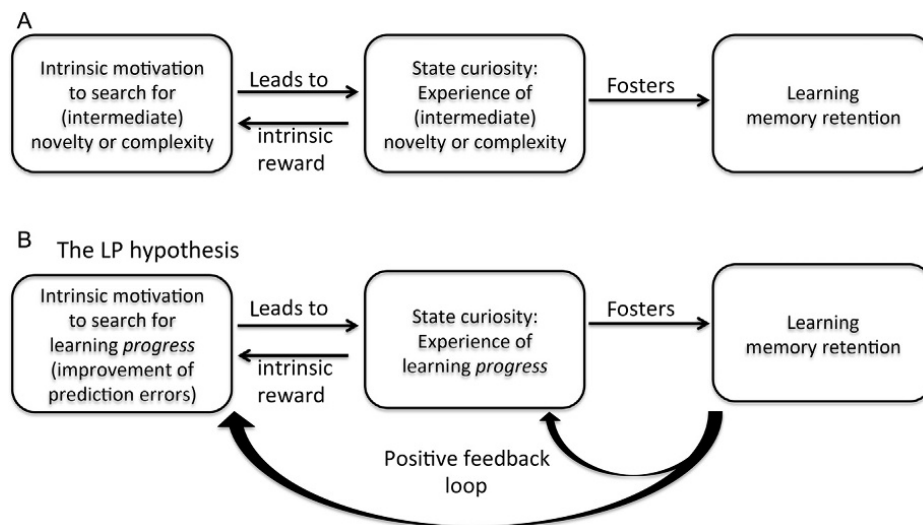 A
Intrinsic motivation
to search for
(intermediate)
novelty or complexity
Leads to
intrinsic
reward
State curiosity:
Experience of
(intermediate)
novelty or complexity
Fosters
Learning
memory retention
B
The LP hypothesis
Intrinsic motivation
to search for
learning progress
(improvement of
prediction errors)
Leads to
intrinsic
reward
State curiosity:
Experience of
learning progress
Fosters
Learning
memory retention
Positive feedback
loop